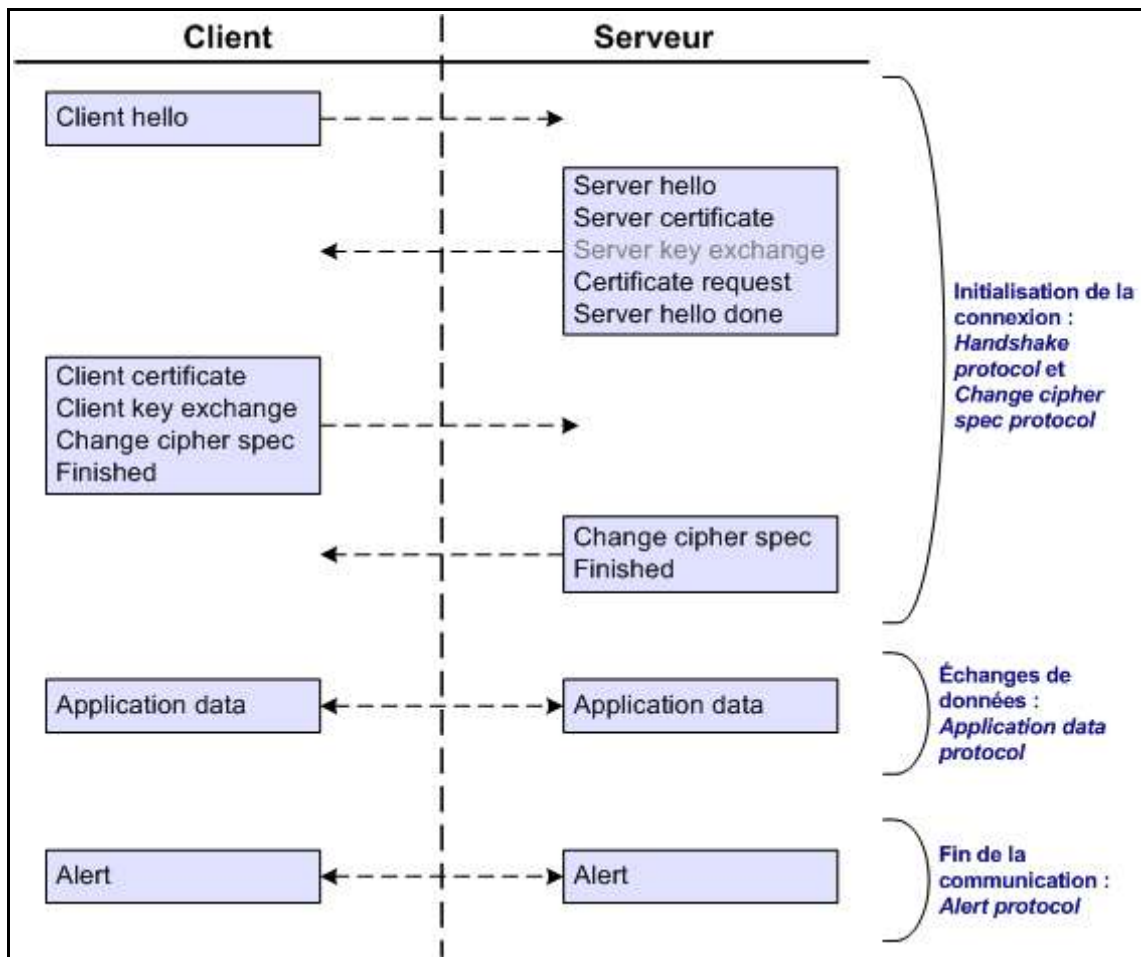 Client
Serveur
Client hello
Server hello
Server certificate
Server key exchange
Certificate request
Server hello done
Client certificate
Client key exchange
Change cipher spec
Finished
Change cipher spec
Finished
Initialisation de la
connexion :
Handshake
protocol et
Change cipher
spec protocol
Application data
Application data
Échanges de
données :
Application data
protocol
Alert
Alert
Fin de la
communication :
Alert protocol